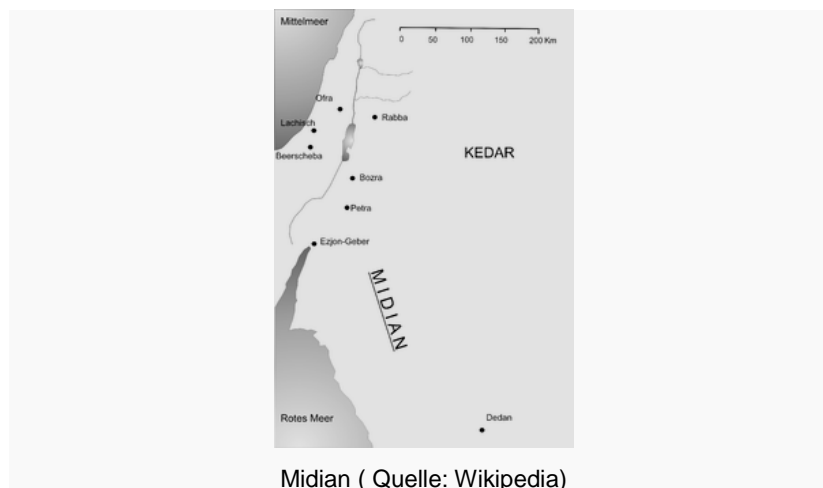 Mittelmeer
0 50 100 150 200 Km
Ofra
Rabba
Lachisch
Beerscheba
KEDAR
Bozra
Petra
Ezjon-Geber
MIDIAN
Rotes Meer
Dedan
Midian ( Quelle: Wikipedia)